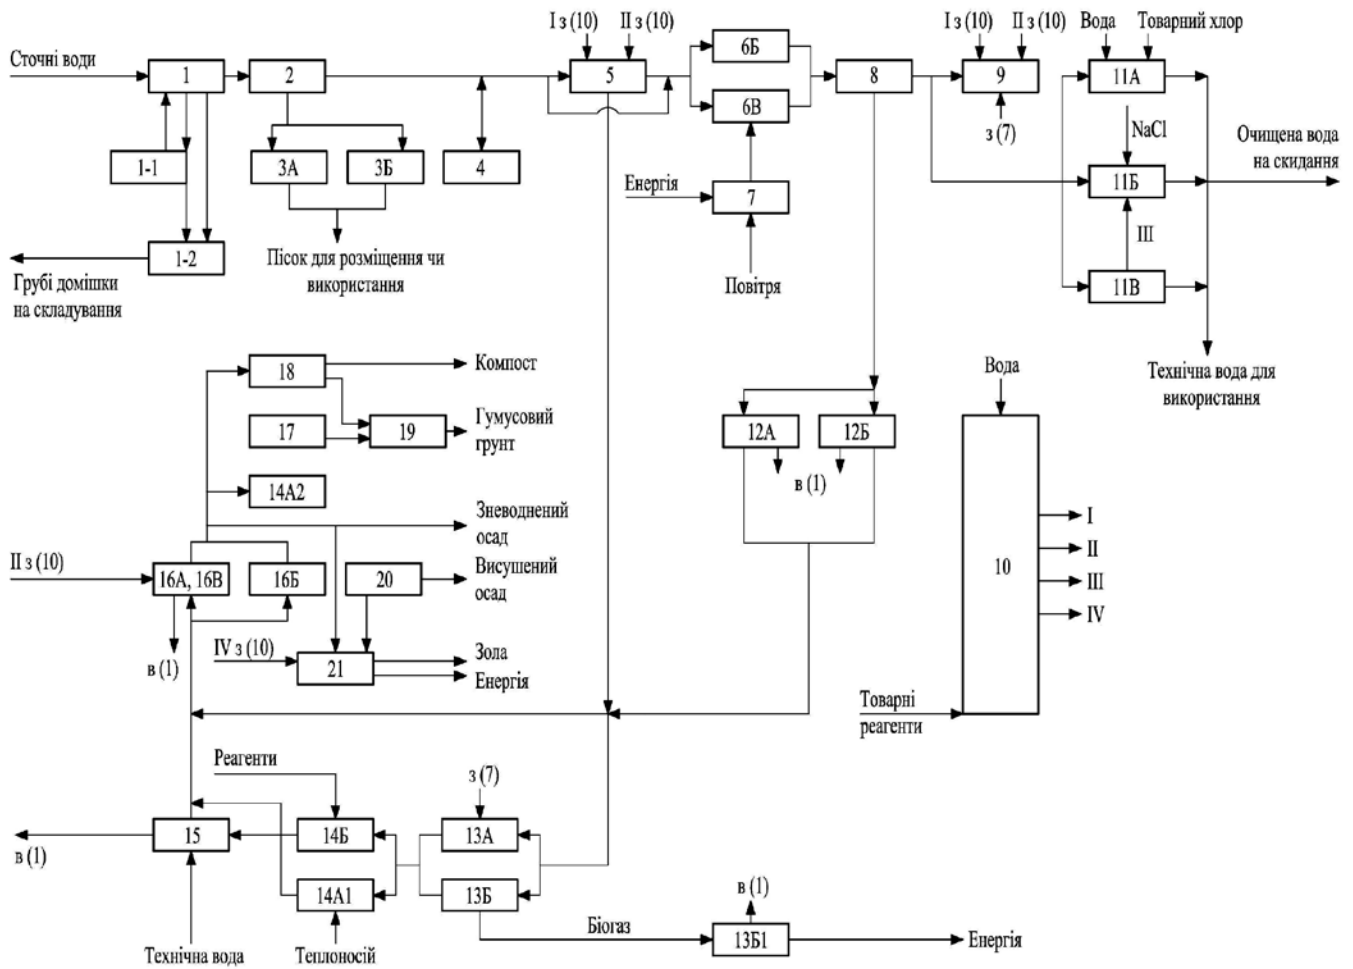 I з (10)
II з (10)
I з (10)
II з (10)
Вода
Товарний хлор
Сточні води
1
2
5
6Б
6В
8
9
11А
з (7)
NaCl
Очищена вода
на скидання
1-1
3А
3Б
4
Енергія
7
11Б
III
1-2
Пісок для розміщення чи
використання
Повітря
11В
Грубі домішки
на складування
Вода
Технічна вода для
використання
18
Компост
17
19
Гумусовий
грунт
12А
12Б
в (1)
14А2
Зневоднений
осад
I
II
III
IV
10
II з (10)
16А, 16В
16Б
20
Висушений
осад
в (1)
IV з (10)
21
Зола
Енергія
Товарні
реагенти
Реагенти
з (7)
15
14Б
13А
в (1)
14А1
13Б
в (1)
Біогаз
13Б1
Енергія
Технічна вода
Теплоносій